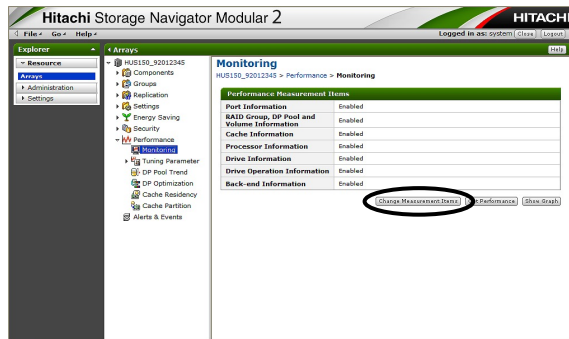 Hitachi Storage Navigator Modular 2
HITACHI
File Go Help
Logged in as: system Close Logout
Explorer
Resource
Arrays
Administration
Settings
Arrays
Help
HUS150_92012345
Components
Groups
Replication
Settings
Energy Saving
Security
Performance
Monitoring
Tuning Parameter
DP Pool Trend
DP Optimization
Cache Residency
Cache Partition
Alerts & Events
Monitoring
HUS150_92012345 > Performance > Monitoring
Performance Measurement Items
Port Information Enabled
RAID Group, DP Pool and
Volume Information Enabled
Cache Information Enabled
Processor Information Enabled
Drive Information Enabled
Drive Operation Information Enabled
Back-end Information Enabled
Change Measurement Items Performance Show Graph